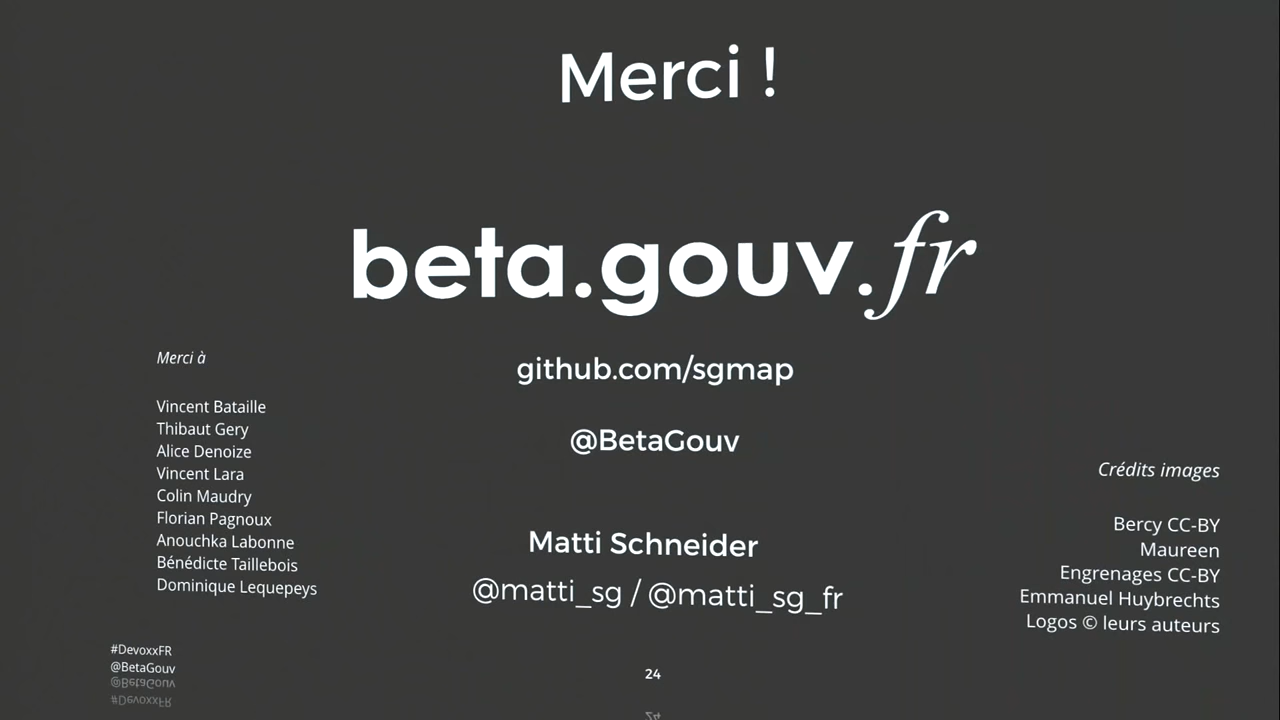 Merci !
beta.gouv.fr
github.com/sgmap
@BetaGouv
Matti Schneider
@matti_sg / @matti_sg_fr
Merci à
Vincent Bataille
Thibaut Gery
Alice Denoize
Vincent Lara
Colin Maudry
Florian Pagnoux
Anouchka Labonne
Bénédicte Taillebois
Dominique Lequepeys
Crédits images
Bercy CC-BY
Maureen
Engrenages CC-BY
Emmanuel Huybrechts
Logos © leurs auteurs
#DevoxxFR
@BetaGouv
24